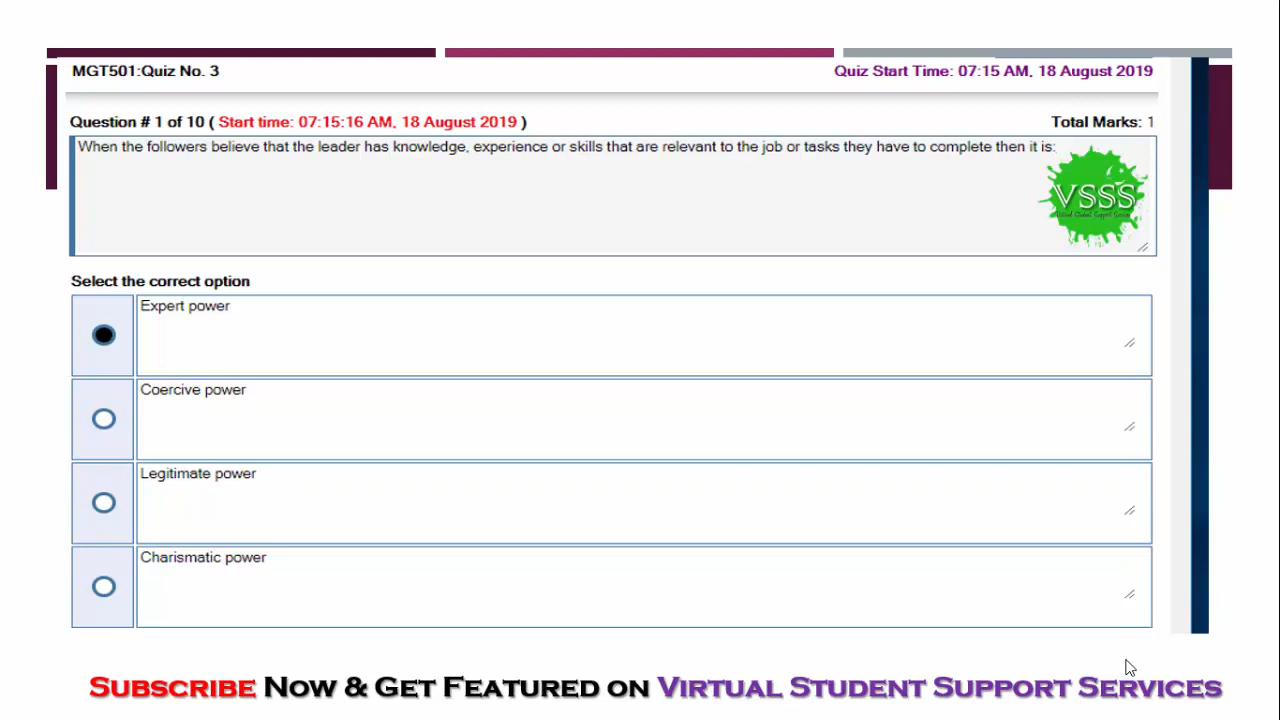 MGT501:Quiz No. 3
Quiz Start Time: 07:15 AM, 18 August 2019
Question # 1 of 10 ( Start time: 07:15:16 AM, 18 August 2019 )
Total Marks: 1
When the followers believe that the leader has knowledge, experience or skills that are relevant to the job or tasks they have to complete then it is:
VSSS
Select the correct option
Expert power
Coercive power
Legitimate power
Charismatic power
Subscribe Now & Get Featured on Virtual Student Support Services